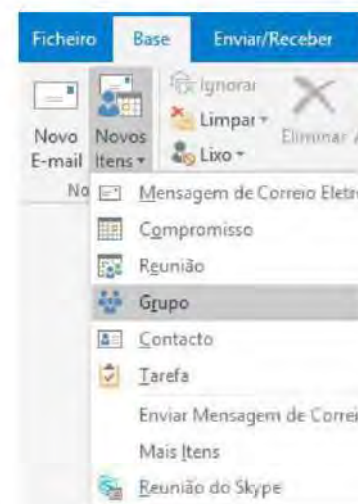 Ficheiro Base Enviar/Receber
Ignorar
Limpar
Novo Novos Eliminar
E-mail Itens Lixo
No
Mensagem de Correio Eletr
Compromisso
Reunião
Grupo
Contacto
Tarefa
Enviar Mensagem de Correi
Mais Itens
Reunião do Skype